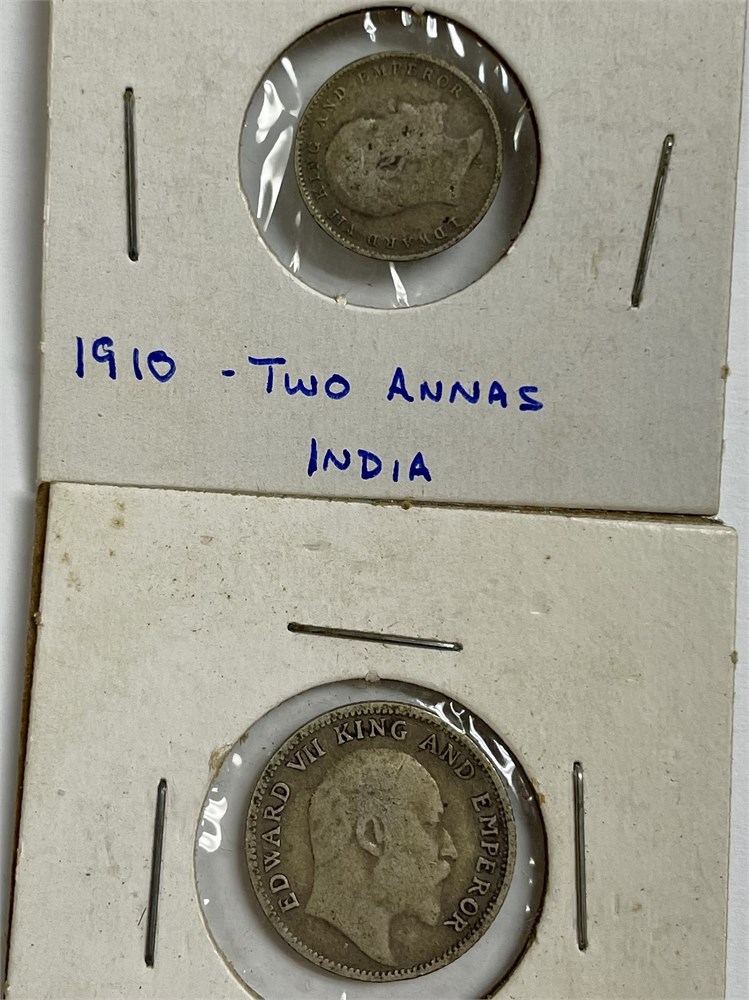 EDWARD VII KING AND EMPEROR
1910 - TWO ANNAS
INDIA
EDWARD VII KING AND EMPEROR